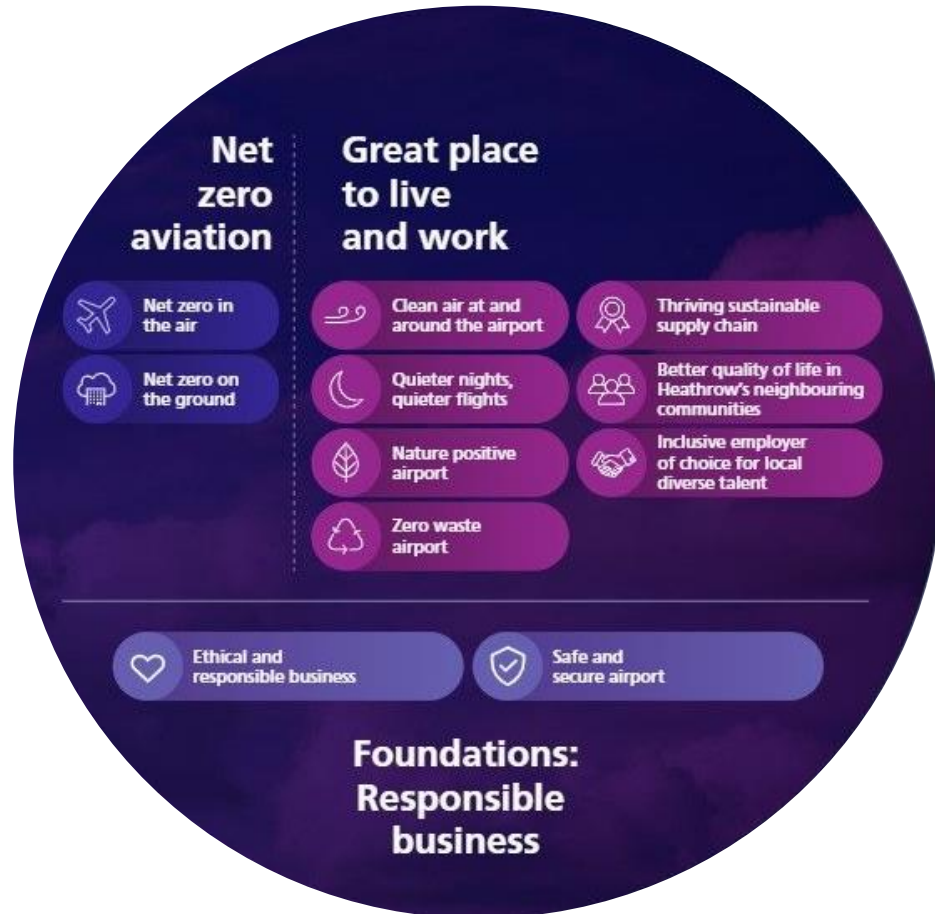 Net
zero
aviation
Net zero in
the air
Net zero on
the ground
Great place
to live
and work
Clean air at and
around the airport
Quieter nights,
quieter flights
Nature positive
airport
Zero waste
airport
Thriving sustainable
supply chain
Better quality of life in
Heathrow's neighbouring
communities
Inclusive employer
of choice for local
diverse talent
Ethical and
responsible business
Safe and
secure airport
Foundations:
Responsible
business